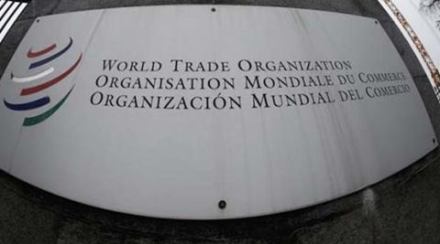 WORLD TRADE ORGANIZATION
ORGANISATION MONDIALE DU COMMERCE
ORGANIZACIÓN MUNDIAL DEL COMERCIO